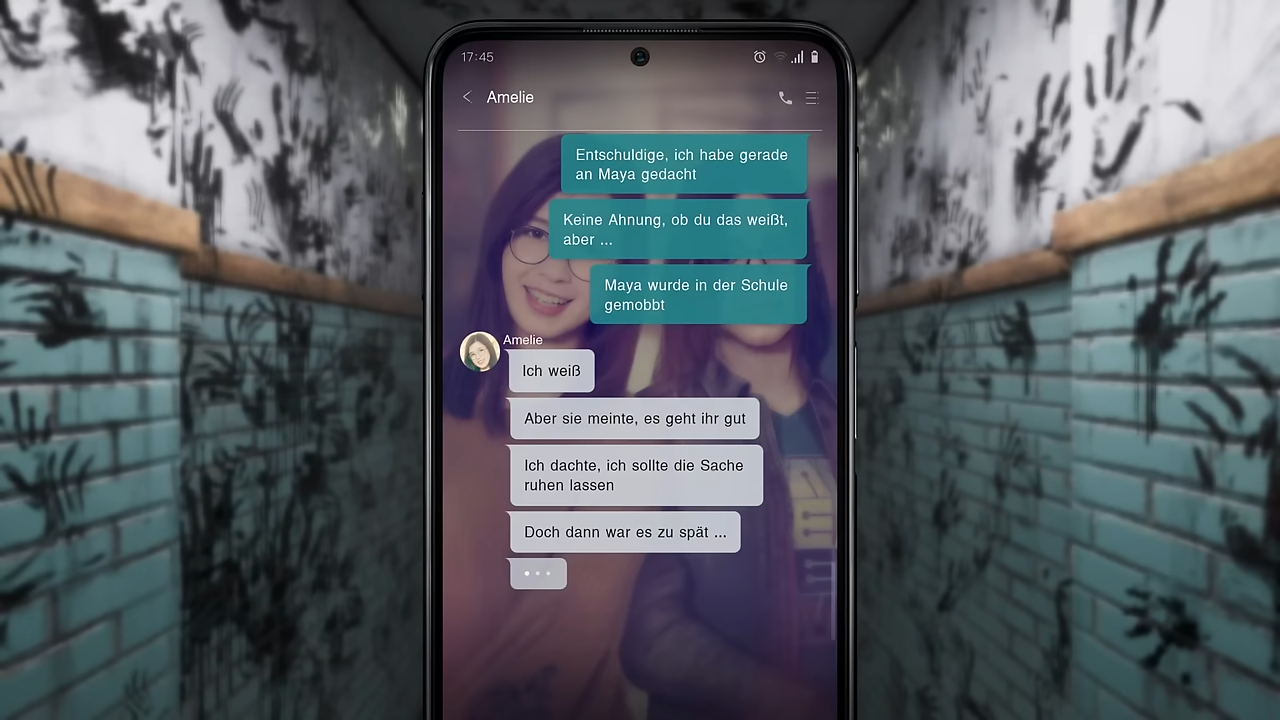 17:45
Amelie
Entschuldige, ich habe gerade
an Maya gedacht
Keine Ahnung, ob du das weißt,
aber ...
Maya wurde in der Schule
gemobbt
Amelie
Ich weiß
Aber sie meinte, es geht ihr gut
Ich dachte, ich sollte die Sache
ruhen lassen
Doch dann war es zu spät ...